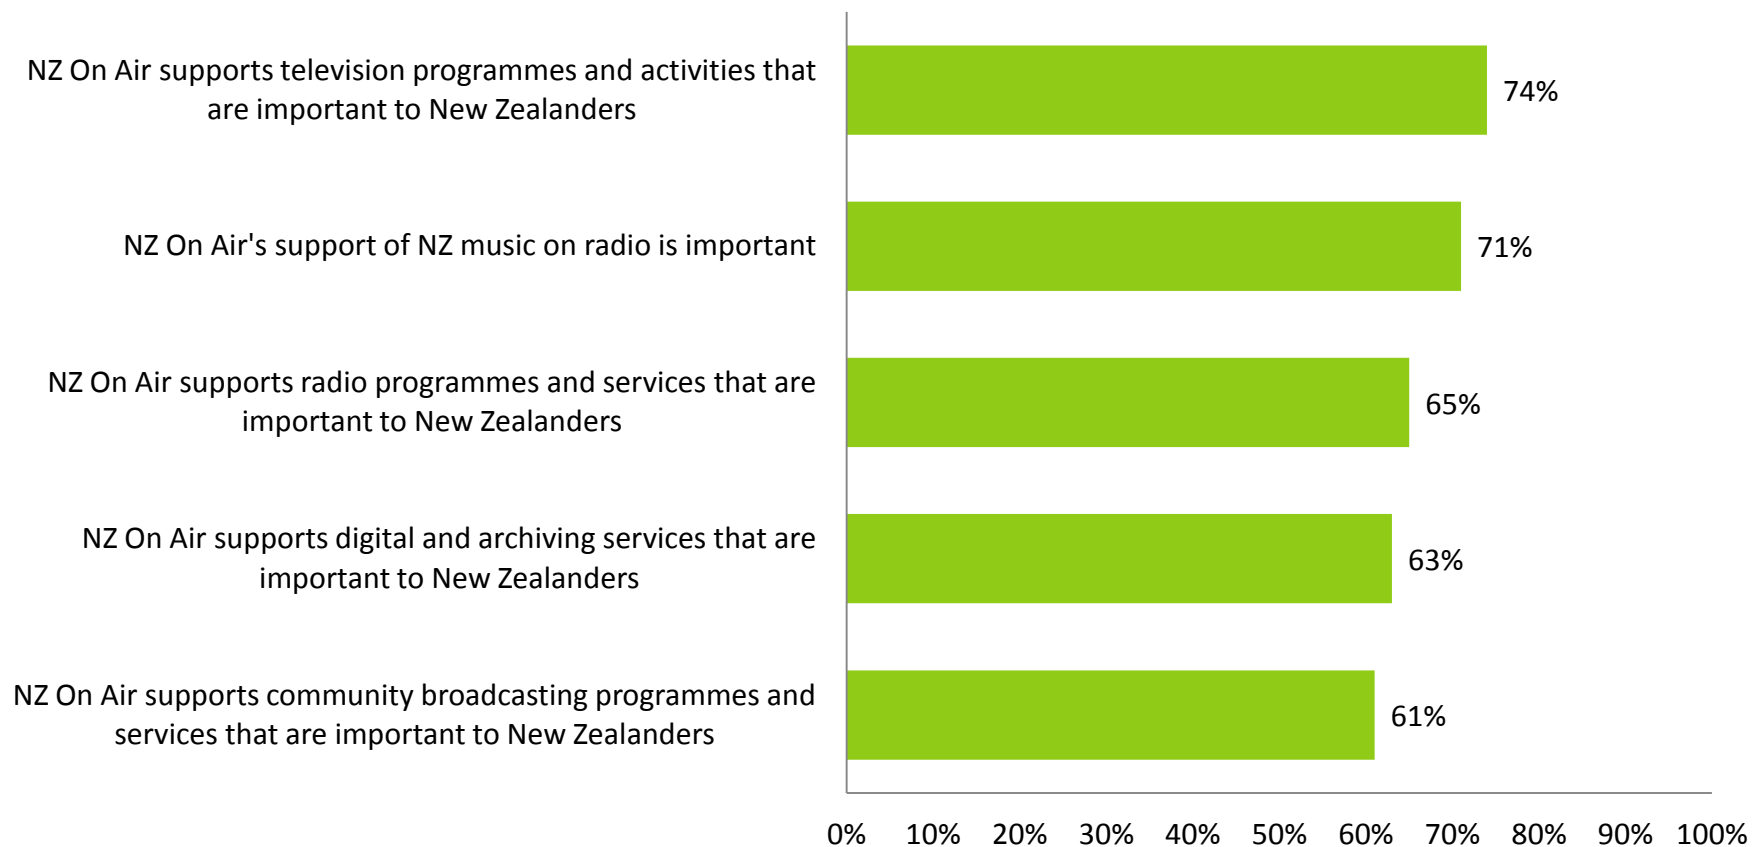 NZ On Air supports television programmes and activities that
are important to New Zealanders
74%
NZ On Air's support of NZ music on radio is important
71%
NZ On Air supports radio programmes and services that are
important to New Zealanders
65%
NZ On Air supports digital and archiving services that are
important to New Zealanders
63%
NZ On Air supports community broadcasting programmes and
services that are important to New Zealanders
61%
0% 10% 20% 30% 40% 50% 60% 70% 80% 90% 100%